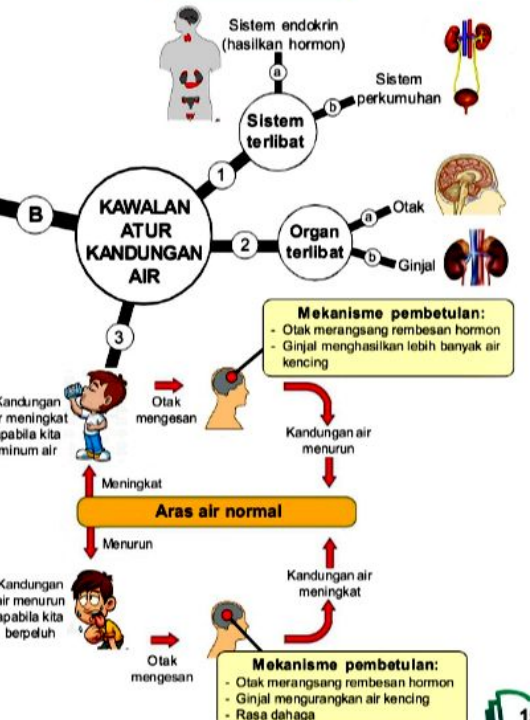 Sistem endokrin
(hasilkan hormon)
a
Sistem
perkumuhan
b
Sistem
terlibat
1
B
KAWALAN
ATUR
KANDUNGAN
AIR
2
Organ
terlibat
a
Otak
b
Ginjal
3
Mekanisme pembetulan:
- Otak merangsang rembesan hormon
- Ginjal menghasilkan lebih banyak air
kencing
Kandungan
meningkat
apabila kita
minum air
Otak
mengesan
Kandungan air
menurun
Meningkat
Aras air normal
Menurun
Kandungan
air menurun
apabila kita
berpeluh
Otak
mengesan
Kandungan air
meningkat
Mekanisme pembetulan:
- Otak merangsang rembesan hormon
- Ginjal mengurangkan air kencing
- Rasa dahaga
1